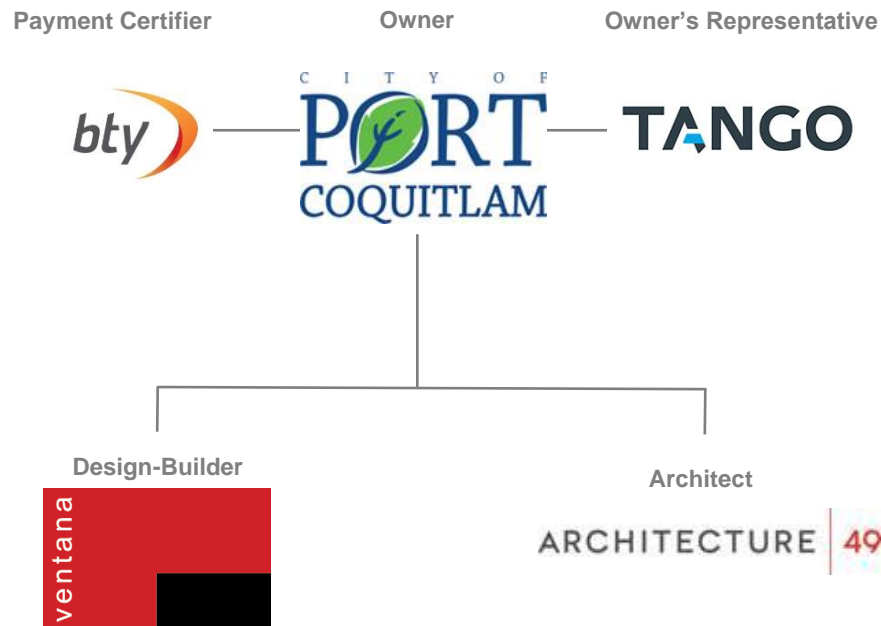 Payment Certifier
Owner
Owner's Representative
bty
CITY OF
PORT
COQUITLAM
TANGO
Design-Builder
ventana
Architect
ARCHITECTURE 49